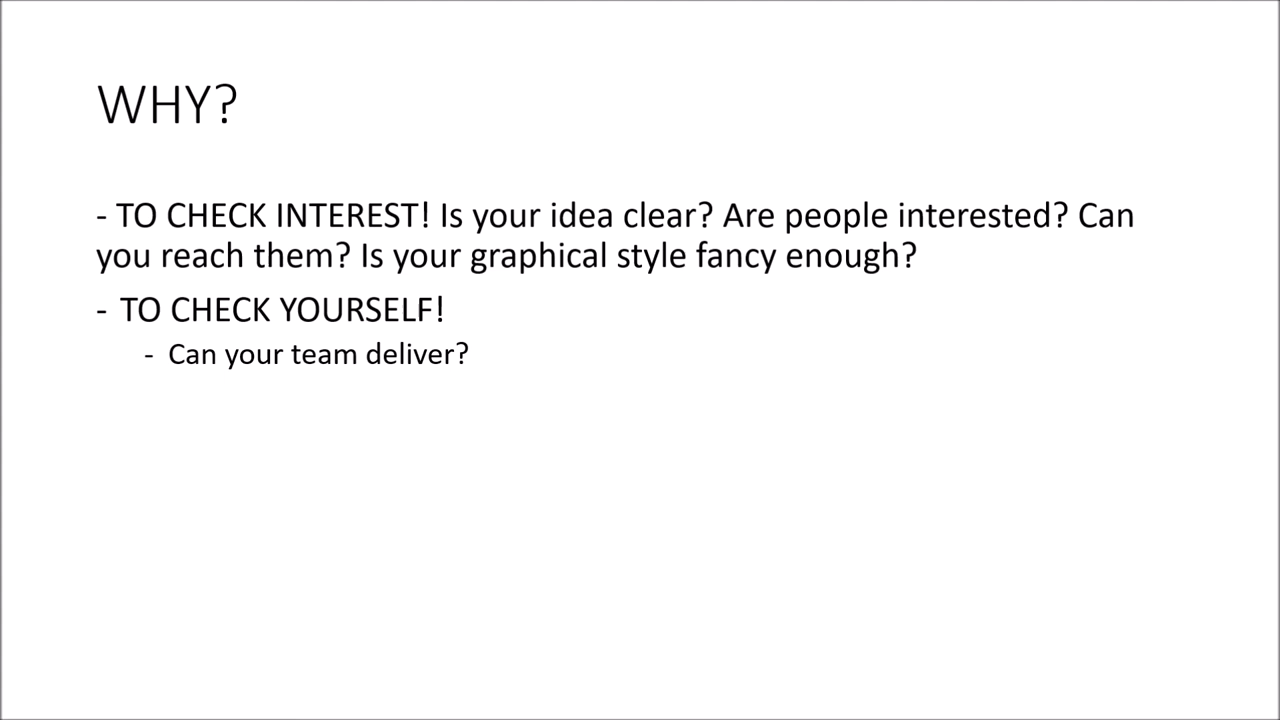 WHY?
- TO CHECK INTEREST! Is your idea clear? Are people interested? Can
you reach them? Is your graphical style fancy enough?
- TO CHECK YOURSELF!
- Can your team deliver?